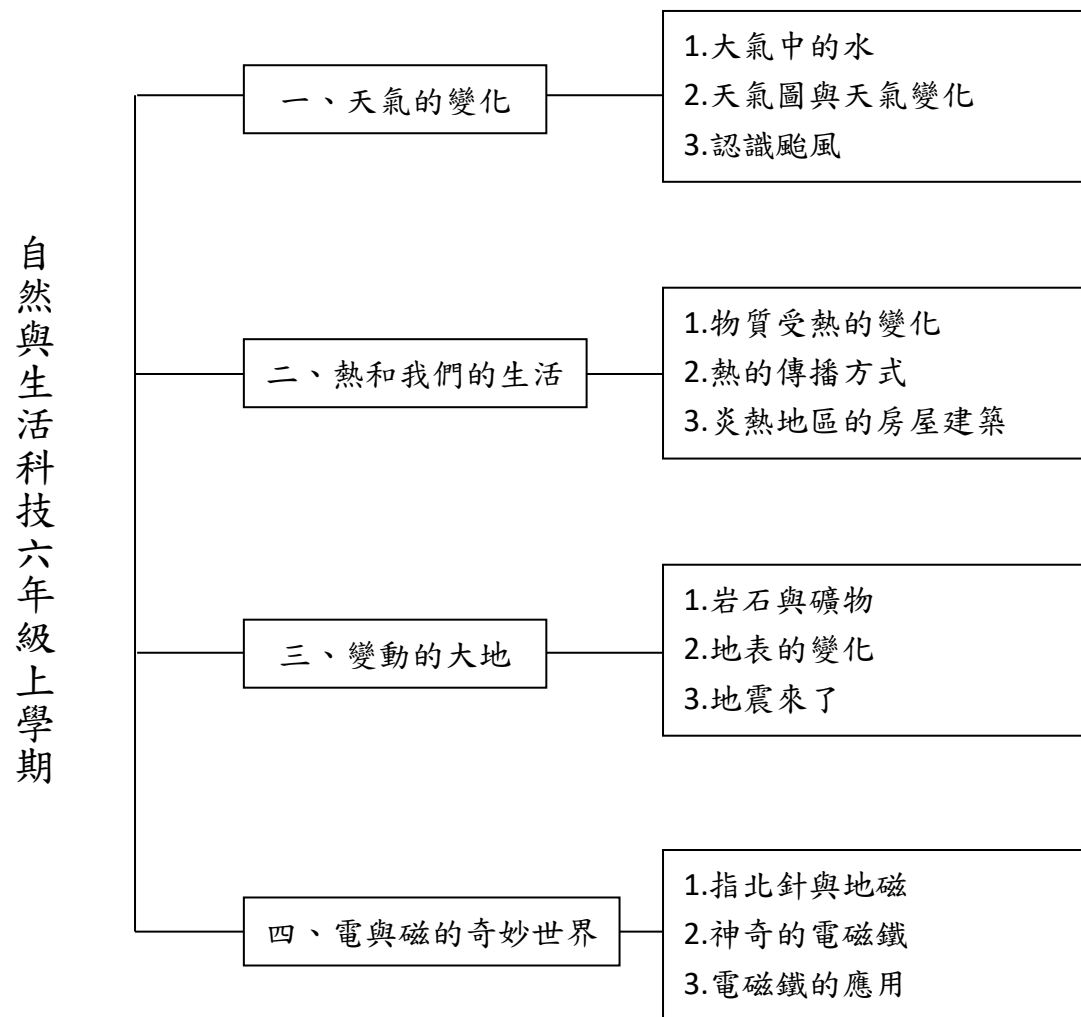 自然與生活科技六年級上學期
一、天氣的變化
1.大氣中的水
2.天氣圖與天氣變化
3.認識颱風
二、熱和我們的生活
1.物質受熱的變化
2.熱的傳播方式
3.炎熱地區的房屋建築
三、變動的大地
1.岩石與礦物
2.地表的變化
3.地震來了
四、電與磁的奇妙世界
1.指北針與地磁
2.神奇的電磁鐵
3.電磁鐵的應用